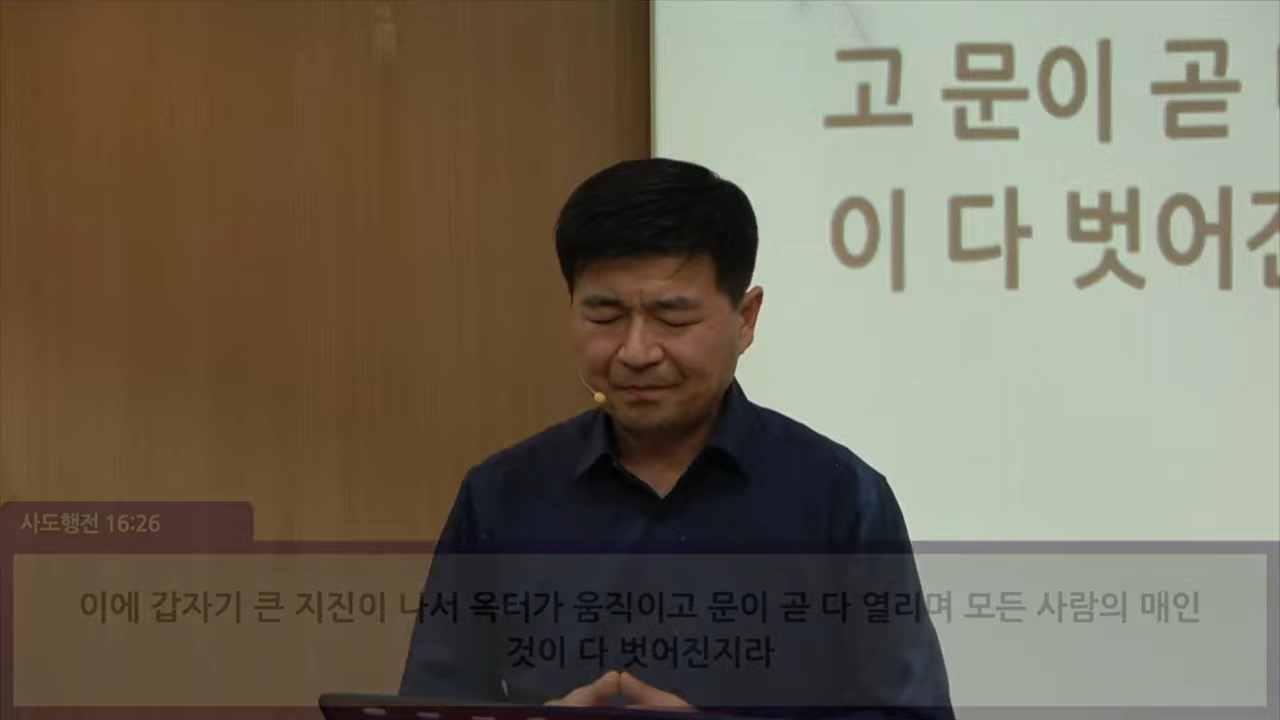 고 문이 곧
이 다 벗어진
사도행전 16:26
이에 갑자기 큰 지진이 나서 옥터가 움직이고 문이 곧 다 열리며 모든 사람의 매인
것이 다 벗어진지라